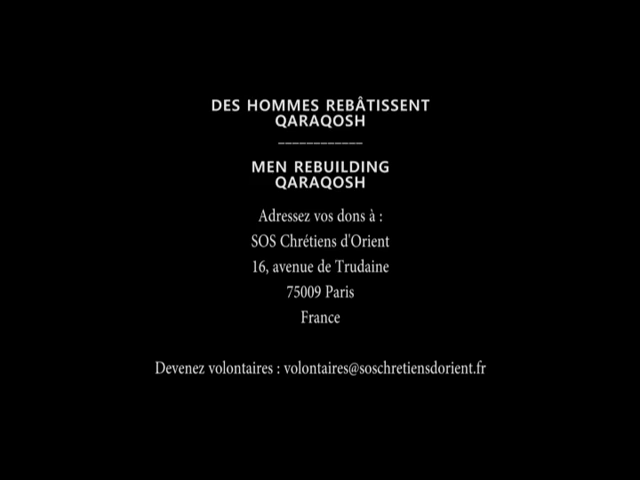 DES HOMMES REBÂTISSENT
QARAQOSH
____________
MEN REBUILDING
QARAQOSH
Adressez vos dons à :
SOS Chrétiens d'Orient
16, avenue de Trudaine
75009 Paris
France
Devenez volontaires : volontaires@soschretiensdorient.fr